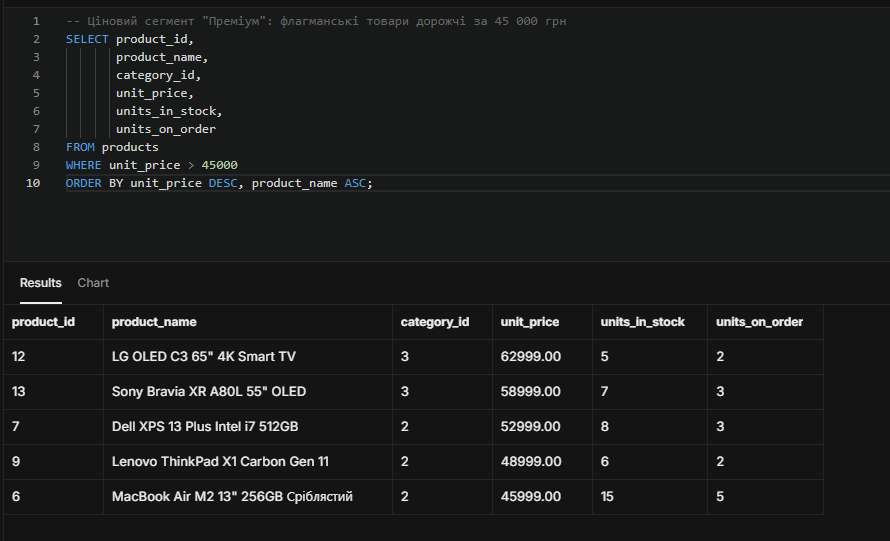 1 -- Ціновий сегмент "Преміум": флагманські товари дорожчі за 45 000 грн
2 SELECT product_id,
3 product_name,
4 category_id,
5 unit_price,
6 units_in_stock,
7 units_on_order
8 FROM products
9 WHERE unit_price > 45000
10 ORDER BY unit_price DESC, product_name ASC;
Results Chart
product_id product_name category_id unit_price units_in_stock units_on_order
12 LG OLED C3 65" 4K Smart TV 3 62999.00 5 2
13 Sony Bravia XR A80L 55" OLED 3 58999.00 7 3
7 Dell XPS 13 Plus Intel i7 512GB 2 52999.00 8 3
9 Lenovo ThinkPad X1 Carbon Gen 11 2 48999.00 6 2
6 MacBook Air M2 13" 256GB Сріблястий 2 45999.00 15 5